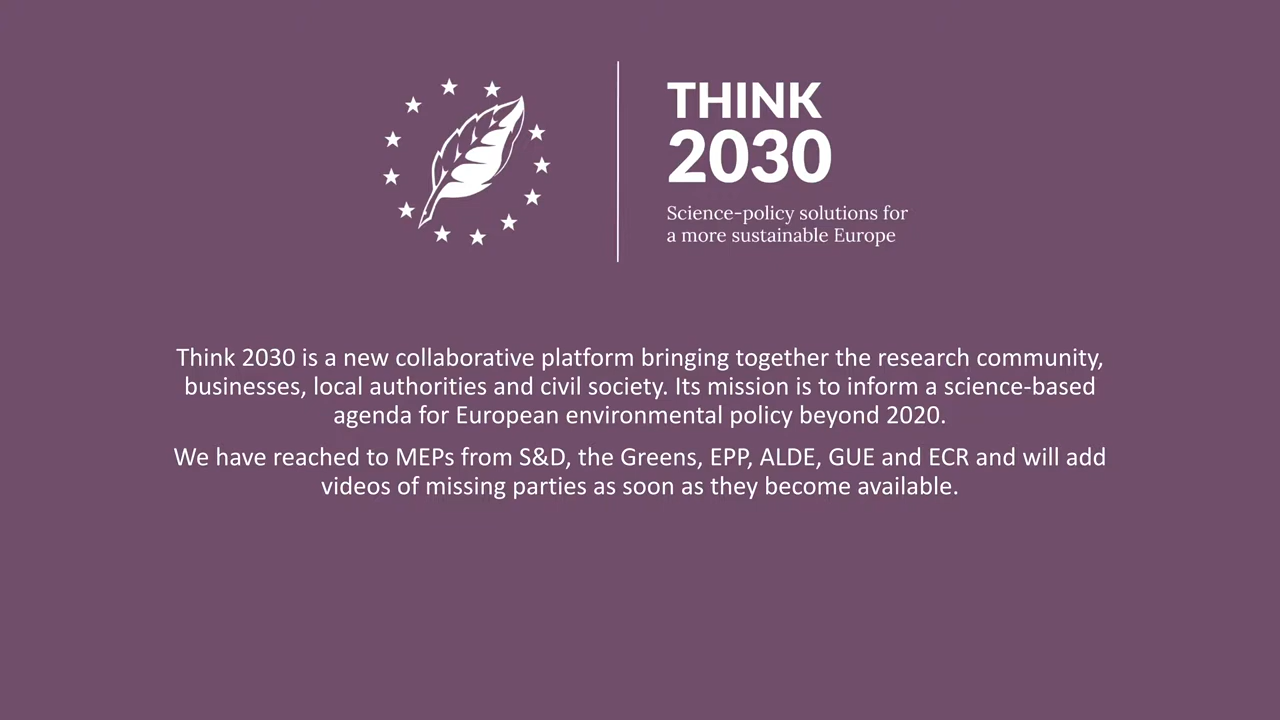 THINK
2030
Science-policy solutions for
a more sustainable Europe
Think 2030 is a new collaborative platform bringing together the research community,
businesses, local authorities and civil society. Its mission is to inform a science-based
agenda for European environmental policy beyond 2020.
We have reached to MEPs from S&D, the Greens, EPP, ALDE, GUE and ECR and will add
videos of missing parties as soon as they become available.